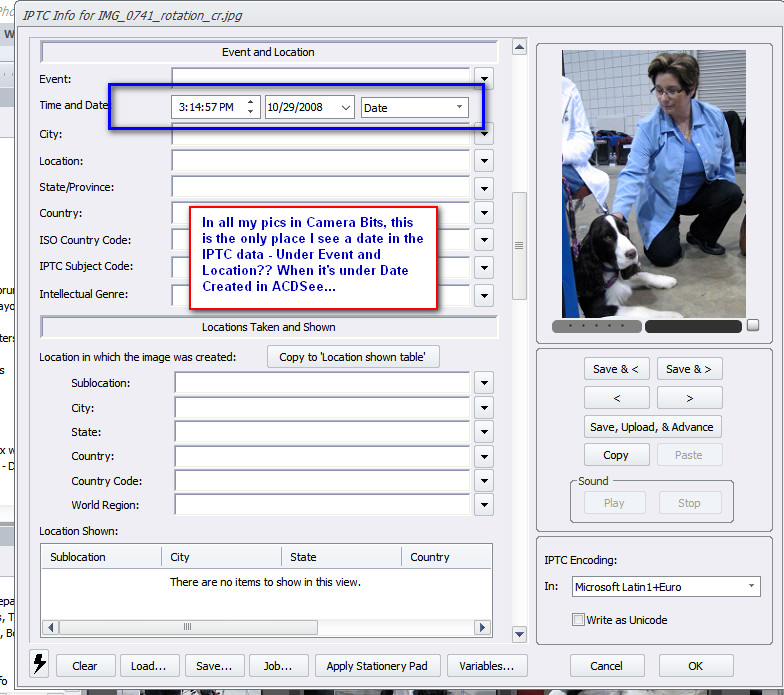 IPTC Info for IMG_0741_rotation_cr.jpg
Event and Location
Event:
Time and Date
3:14:57 PM
10/29/2008
Date
City:
Location:
State/Province:
Country:
ISO Country Code:
IPTC Subject Code:
Intellectual Genre:
In all my pics in Camera Bits, this
is the only place I see a date in the
IPTC data - Under Event and
Location?? When it's under Date
Created in ACDSee...
Locations Taken and Shown
Location in which the image was created:
Copy to 'Location shown table'
Sublocation:
City:
State:
Country:
Country Code:
World Region:
Location Shown:
Sublocation
City
State
Country
There are no items to show in this view.
Clear
Load...
Save...
Job...
Apply Stationery Pad
Variables...
Cancel
OK
Save & <
Save & >
<
>
Save, Upload, & Advance
Copy
Paste
Sound
Play
Stop
IPTC Encoding:
In:
Microsoft Latin1+Euro
Write as Unicode